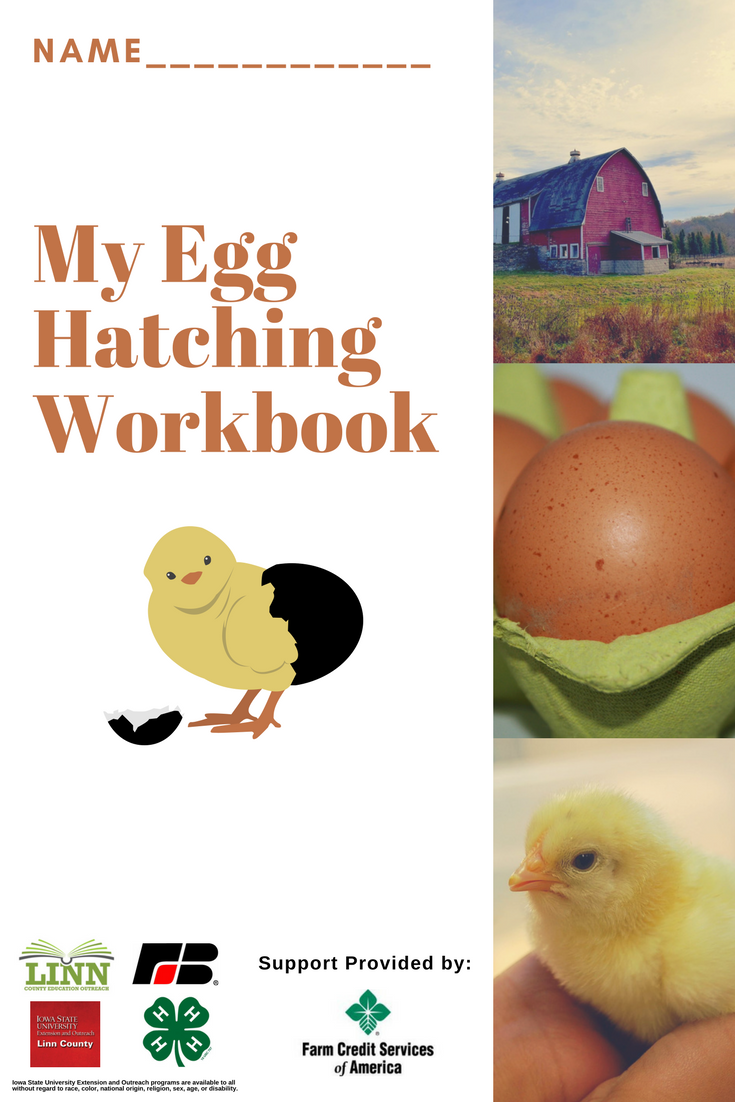 NAME____________
My Egg
Hatching
Workbook
LINN
COUNTY EDUCATION OUTREACH
FB®
Support Provided by:
IOWA STATE
UNIVERSITY
Extension and Outreach
Linn County
H H
H H
®
Farm Credit Services
of America
Iowa State University Extension and Outreach programs are available to all
without regard to race, color, national origin, religion, sex, age, or disability.